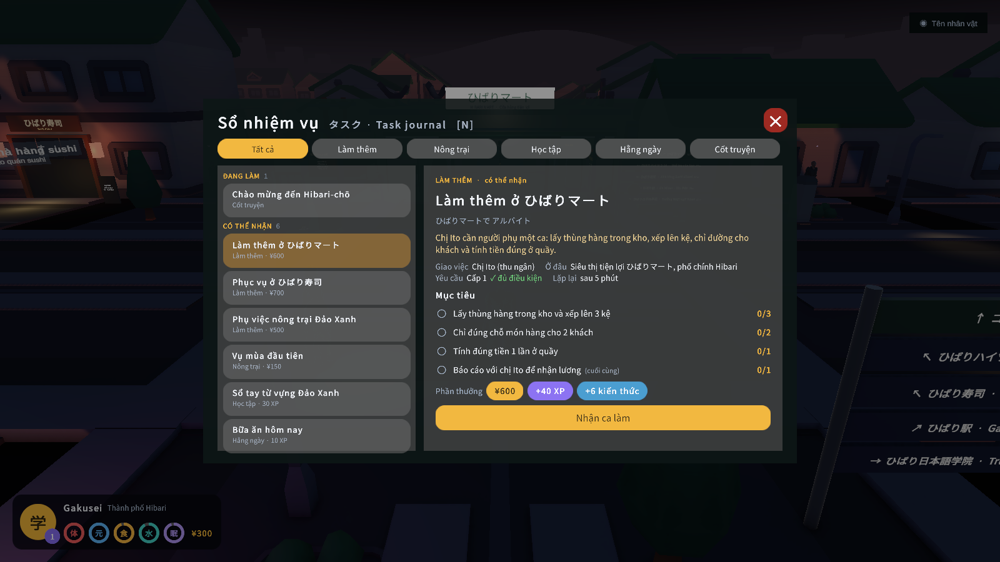 Tên nhân vật
ひばりマート
Sổ nhiệm vụ タスク · Task journal [N]
Tất cả
Làm thêm
Nông trại
Học tập
Hằng ngày
Cốt truyện
ĐANG LÀM 1
Chào mừng đến Hibari-chō
Cốt truyện
CÓ THỂ NHẬN 6
Làm thêm ở ひばりマート
Làm thêm · ¥600
Phục vụ ở ひばり寿司
Làm thêm · ¥700
Phụ việc nông trại Đảo Xanh
Làm thêm · ¥500
Vụ mùa đầu tiên
Nông trại · ¥150
Sổ tay từ vựng Đảo Xanh
Học tập · 30 XP
Bữa ăn hôm nay
Hằng ngày · 10 XP
LÀM THÊM · có thể nhận
Làm thêm ở ひばりマート
ひばりマートで アルバイト
Chị Ito cần người phụ một ca: lấy thùng hàng trong kho, xếp lên kệ, chỉ đường cho
khách và tính tiền đúng ở quầy.
Giao việc Chị Ito (thu ngân) Ở đâu Siêu thị tiện lợi ひばりマート, phố chính Hibari
Yêu cầu Cấp 1 ✓ đủ điều kiện Lặp lại sau 5 phút
Mục tiêu
Lấy thùng hàng trong kho và xếp lên 3 kệ 0/3
Chỉ đúng chỗ món hàng cho 2 khách 0/2
Tính đúng tiền 1 lần ở quầy 0/1
Báo cáo với chị Ito để nhận lương (cuối cùng) 0/1
Phần thưởng ¥600 +40 XP +6 kiến thức
Nhận ca làm
ひばり寿司
hàng sushi
quán sushi
↑
↖ ひばりハイ
↖ ひばり寿司 ·
↗ ひばり駅 · Ga
→ ひばり日本語学院 ·
学
1
Gakusei Thành phố Hibari
体 元 食 水 眠 ¥300